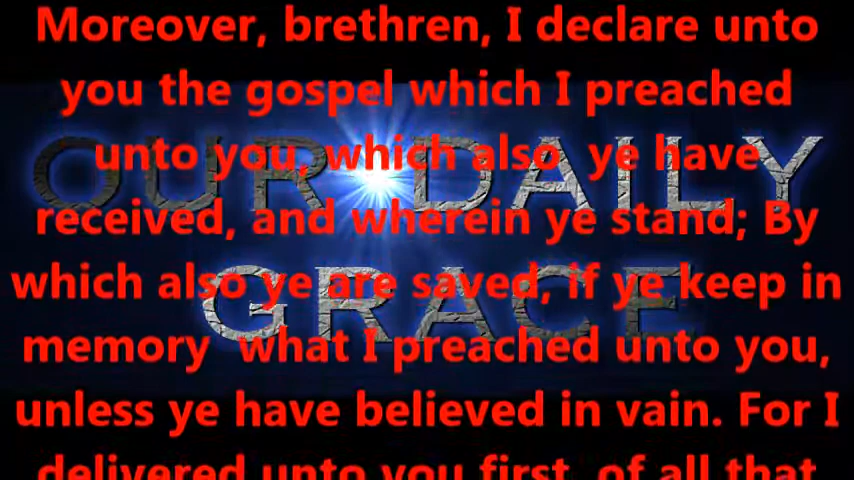 Moreover, brethren, I declare unto
you the gospel which I preached
OUR DAILY
unto you, which also ye have
received, and wherein ye stand; By
which also ye are saved, if ye keep in
GRACE
memory what I preached unto you,
unless ye have believed in vain. For I
delivered unto you first of all that